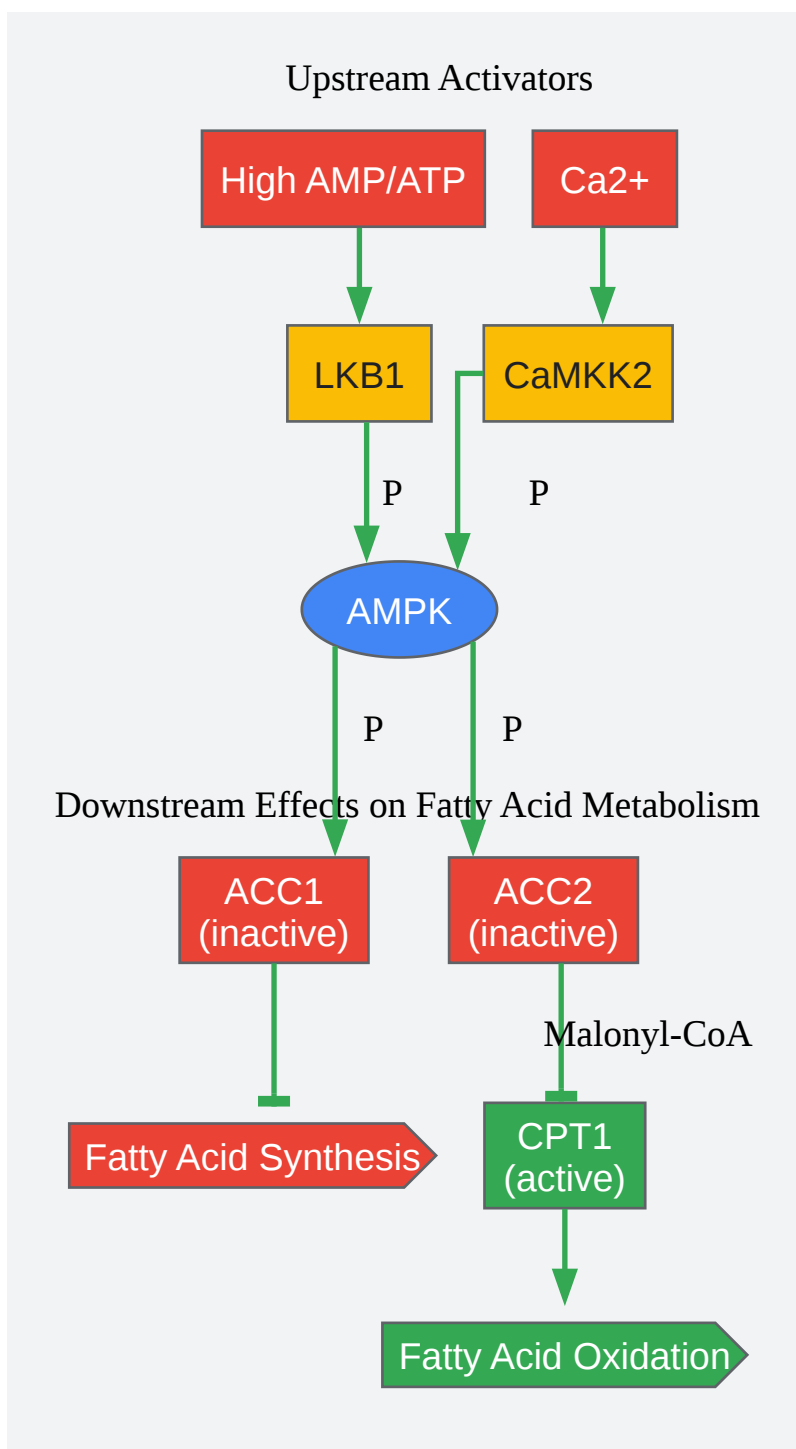 Upstream Activators
High AMP/ATP
Ca2+
LKB1
CaMKK2
P
P
AMPK
P
P
Downstream Effects on Fatty Acid Metabolism
ACC1
(inactive)
ACC2
(inactive)
Malonyl-CoA
Fatty Acid Synthesis
CPT1
(active)
Fatty Acid Oxidation